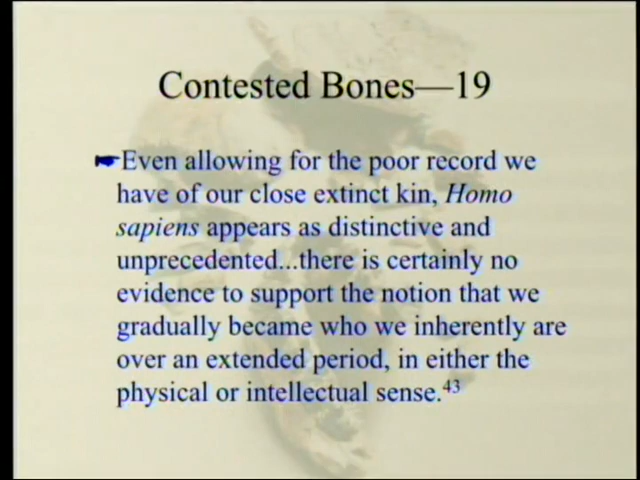 Contested Bones—19
☛Even allowing for the poor record we
have of our close extinct kin, Homo
sapiens appears as distinctive and
unprecedented...there is certainly no
evidence to support the notion that we
gradually became who we inherently are
over an extended period, in either the
physical or intellectual sense.43